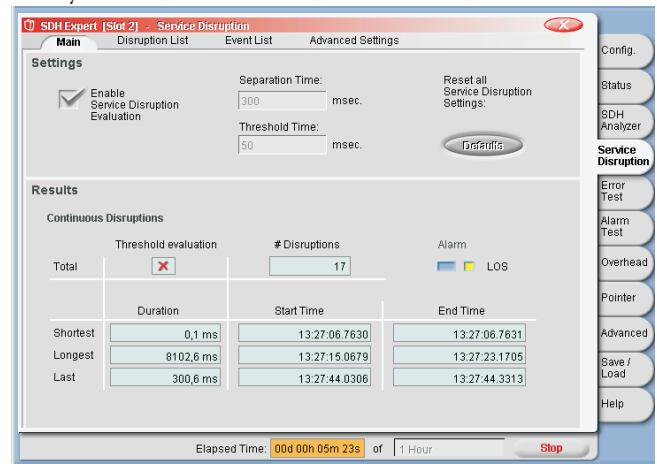 SDH Expert [Slot 2] - Service Disruption
Main Disruption List Event List Advanced Settings
Settings
Enable
Service Disruption
Evaluation
Separation Time:
300 msec.
Threshold Time:
50 msec.
Reset all
Service Disruption
Settings:
Defaults
Results
Continuous Disruptions
Threshold evaluation # Disruptions Alarm
Total 17 LOS
Duration Start Time End Time
Shortest 0,1 ms 13:27:06.7630 13:27:06.7631
Longest 8102,6 ms 13:27:15.0679 13:27:23.1705
Last 300,6 ms 13:27:44.0306 13:27:44.3313
Elapsed Time: 00d 00h 05m 23s of 1 Hour Stop
Config.
Status
SDH
Analyzer
Service
Disruption
Error
Test
Alarm
Test
Overhead
Pointer
Advanced
Save /
Load
Help